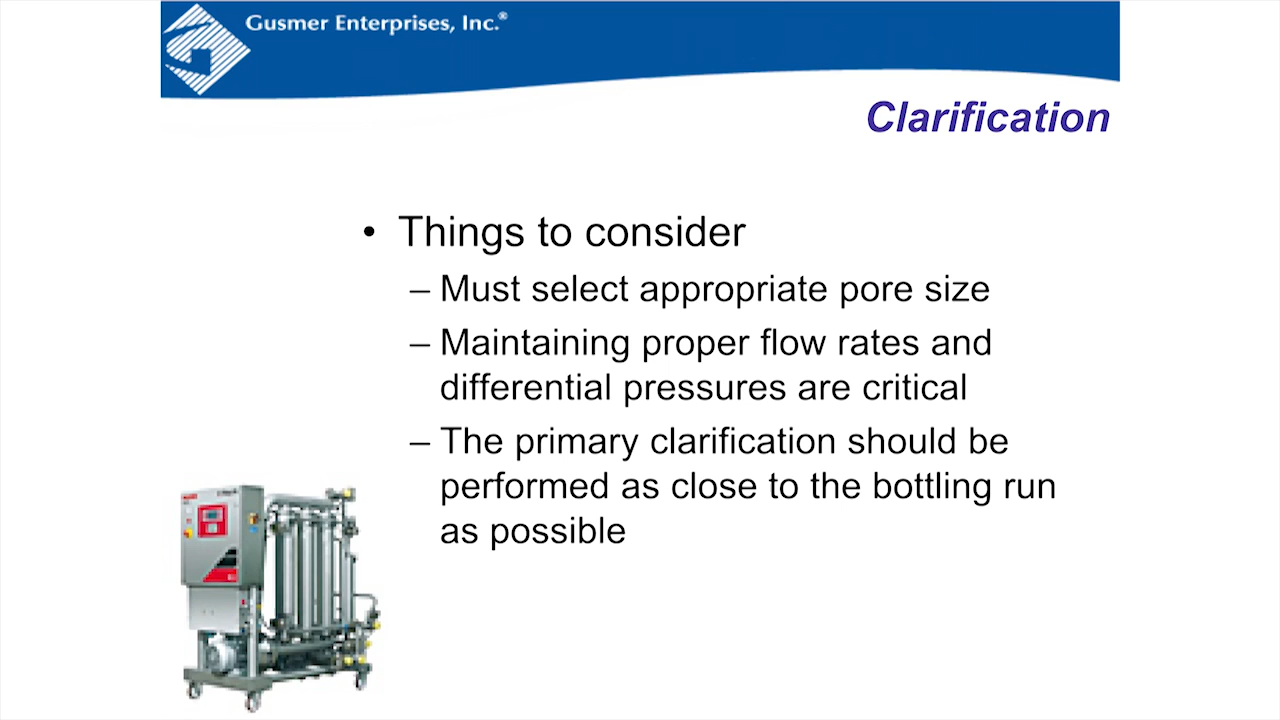 Gusmer Enterprises, Inc.®
Clarification
• Things to consider
– Must select appropriate pore size
– Maintaining proper flow rates and
differential pressures are critical
– The primary clarification should be
performed as close to the bottling run
as possible